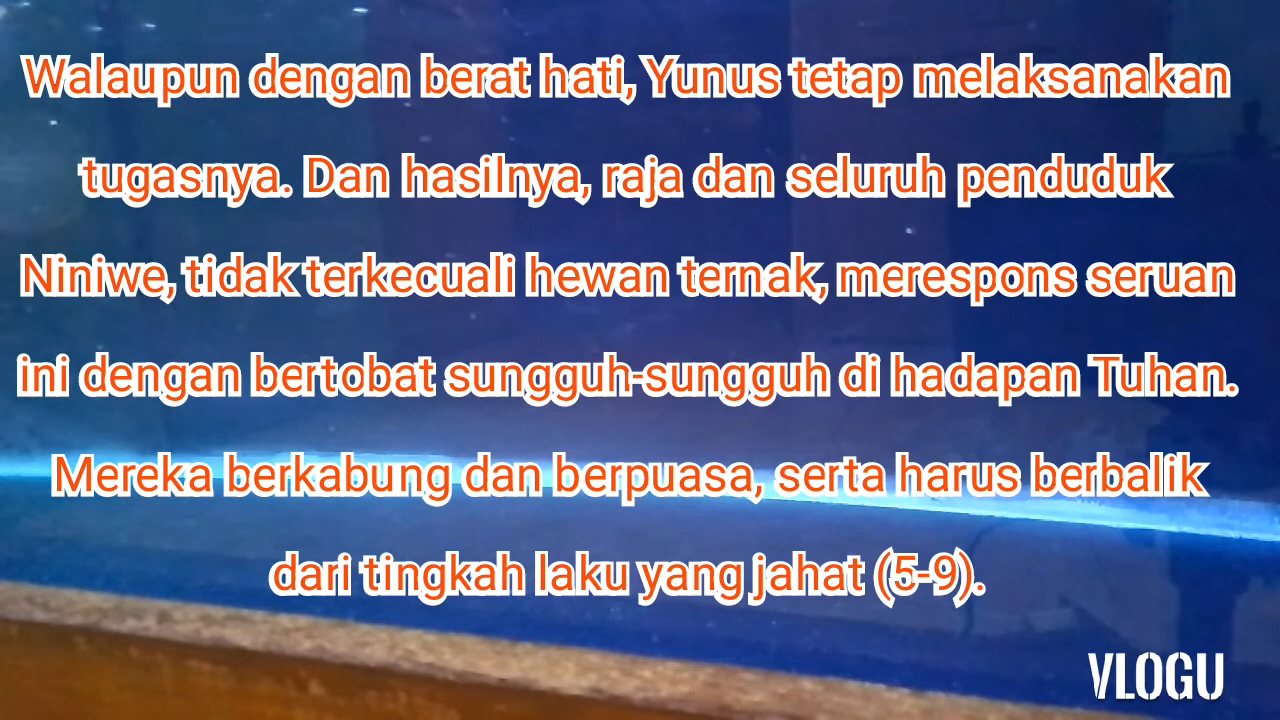 Walaupun dengan berat hati, Yunus tetap melaksanakan
tugasnya. Dan hasilnya, raja dan seluruh penduduk
Niniwe, tidak terkecuali hewan ternak, merespons seruan
ini dengan bertobat sungguh-sungguh di hadapan Tuhan.
Mereka berkabung dan berpuasa, serta harus berbalik
dari tingkah laku yang jahat (5-9).
VLOGU